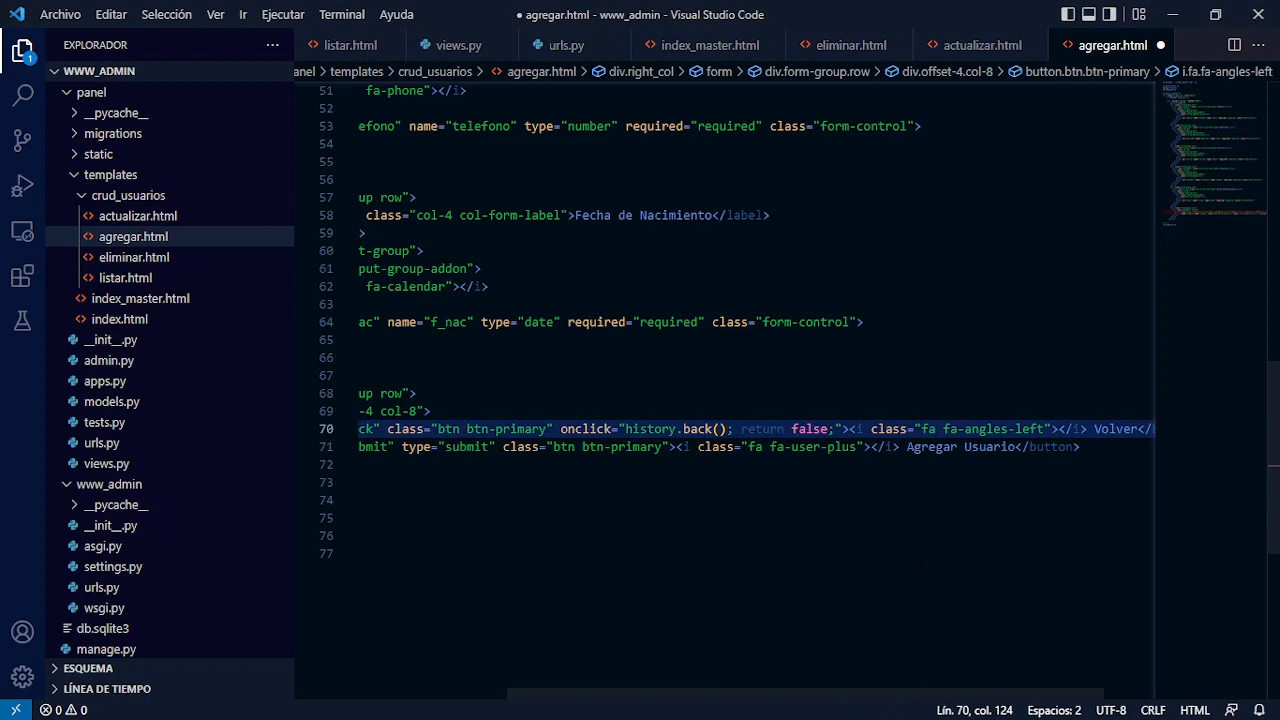 Archivo Editar Selección Ver Ir Ejecutar Terminal Ayuda
● agregar.html - www_admin - Visual Studio Code
EXPLORADOR ···
listar.html views.py urls.py index_master.html eliminar.html actualizar.html agregar.html ●
WWW_ADMIN
anel > templates > crud_usuarios > agregar.html > div.right_col > form > div.form-group.row > div.offset-4.col-8 > button.btn.btn-primary > i.fa.fa-angles-left
panel
__pycache__
migrations
static
templates
crud_usuarios
actualizar.html
agregar.html
eliminar.html
listar.html
index_master.html
index.html
__init__.py
admin.py
apps.py
models.py
tests.py
urls.py
views.py
www_admin
__pycache__
__init__.py
asgi.py
settings.py
urls.py
wsgi.py
db.sqlite3
manage.py
ESQUEMA
LÍNEA DE TIEMPO
1
51 fa-phone"></i>
52
53 efono" name="telefono" type="number" required="required" class="form-control">
54
55
56
57 up row">
58 class="col-4 col-form-label">Fecha de Nacimiento</label>
59 >
60 t-group">
61 put-group-addon">
62 fa-calendar"></i>
63
64 ac" name="f_nac" type="date" required="required" class="form-control">
65
66
67
68 up row">
69 -4 col-8">
70 ck" class="btn btn-primary" onclick="history.back(); return false;"><i class="fa fa-angles-left"></i> Volver</b
71 bmit" type="submit" class="btn btn-primary"><i class="fa fa-user-plus"></i> Agregar Usuario</button>
72
73
74
75
76
77
0 0 Lín. 70, col. 124 Espacios: 2 UTF-8 CRLF HTML